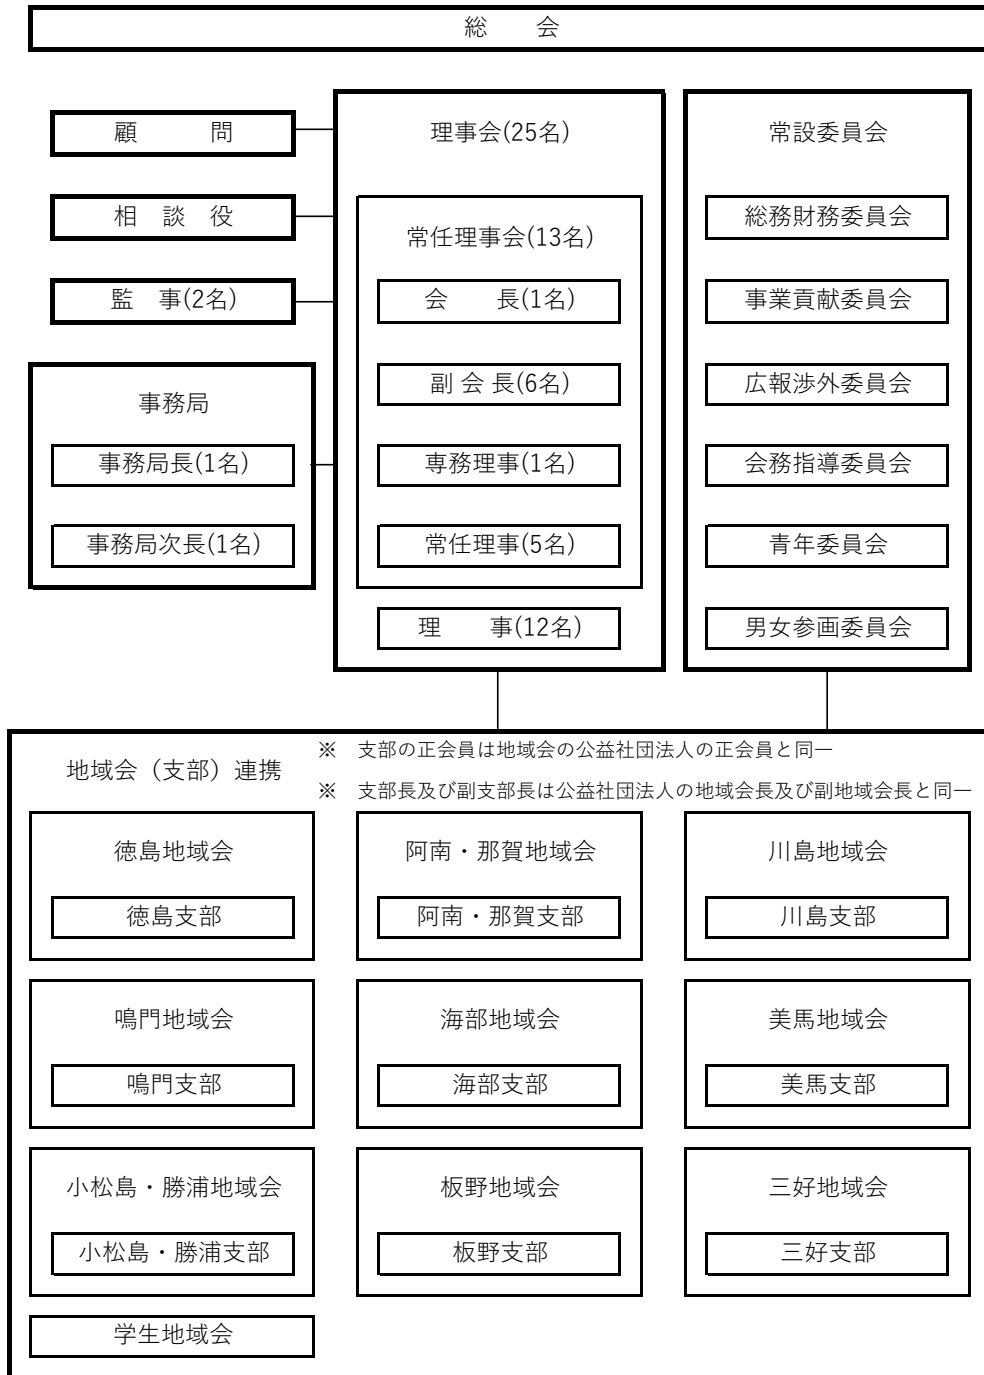 総　会
顧　　　問
相　談　役
監　事(2名)
事務局
事務局長(1名)
事務局次長(1名)
理事会(25名)
常任理事会(13名)
会　　長(1名)
副 会 長(6名)
専務理事(1名)
常任理事(5名)
理　　事(12名)
常設委員会
総務財務委員会
事業貢献委員会
広報渉外委員会
会務指導委員会
青年委員会
男女参画委員会
地域会（支部）連携
※　支部の正会員は地域会の公益社団法人の正会員と同一
※　支部長及び副支部長は公益社団法人の地域会長及び副地域会長と同一
徳島地域会
徳島支部
阿南・那賀地域会
阿南・那賀支部
川島地域会
川島支部
鳴門地域会
鳴門支部
海部地域会
海部支部
美馬地域会
美馬支部
小松島・勝浦地域会
小松島・勝浦支部
板野地域会
板野支部
三好地域会
三好支部
学生地域会